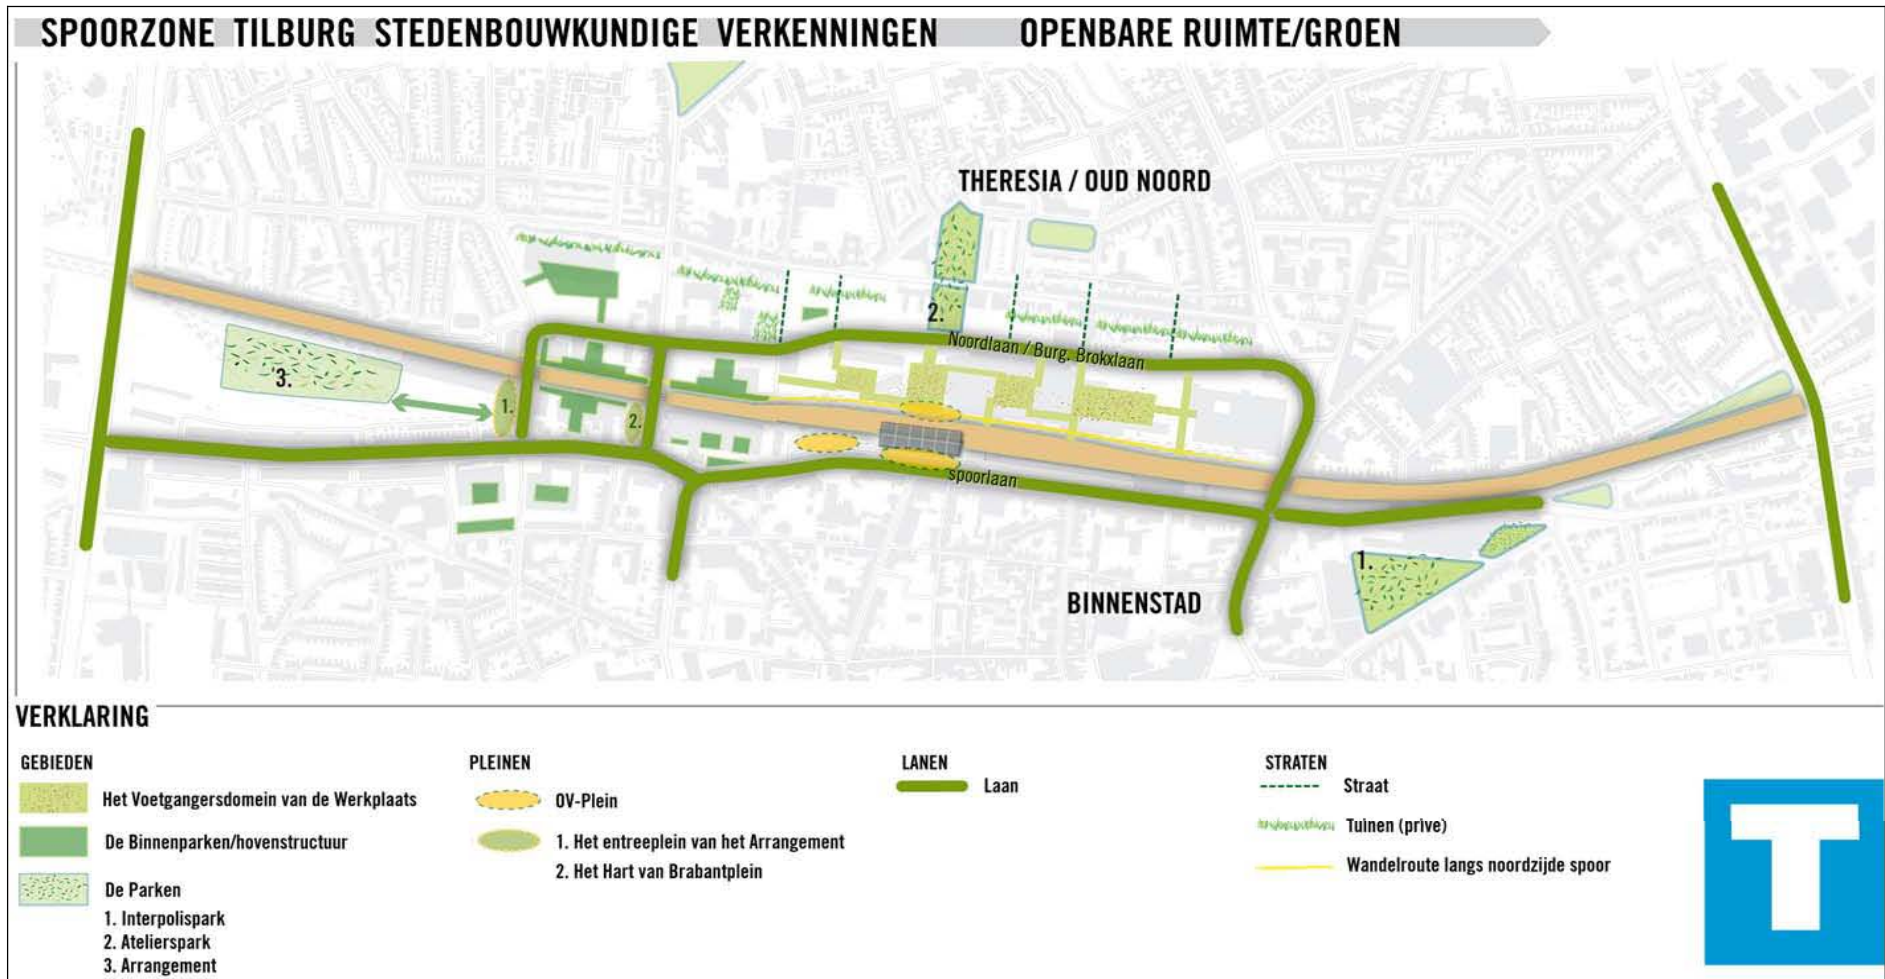 SPOORZONE TILBURG STEDENBOUWKUNDIGE VERKENNINGEN OPENBARE RUIMTE/GROEN
THERESIA / OUD NOORD
2.
Noordlaan / Burg. Brokxlaan
3.
1.
2.
spoorlaan
1.
BINNENSTAD
VERKLARING
GEBIEDEN
Het Voetgangersdomein van de Werkplaats
De Binnenparken/hovenstructuur
De Parken
1. Interpolispark
2. Atelierspark
3. Arrangement
PLEINEN
OV-Plein
1. Het entreeplein van het Arrangement
2. Het Hart van Brabantplein
LANEN
Laan
STRATEN
Straat
Tuinen (prive)
Wandelroute langs noordzijde spoor
T